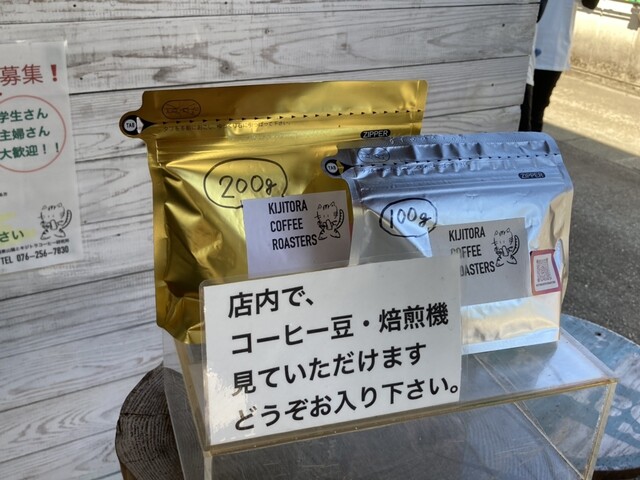 募集！
学生さん
主婦さん
大歓迎！！
さい
TEL 076-256-7830
ZIPPER
200g
KIJITORA
COFFEE
ROASTERS
ZIPPER
100g
KIJITORA
COFFEE
ROASTERS
店内で、
コーヒー豆・焙煎機
見ていただけます
どうぞお入り下さい。